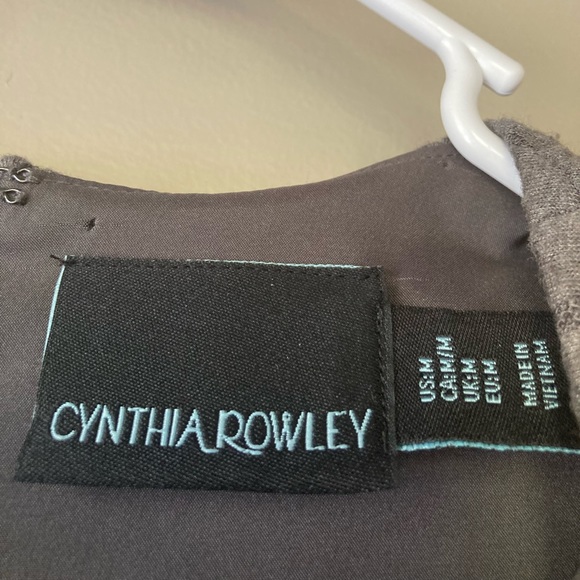 CYNTHIA ROWLEY
US:M
CA:M/M
UK:M
EU:M
MADE IN
VIETNAM